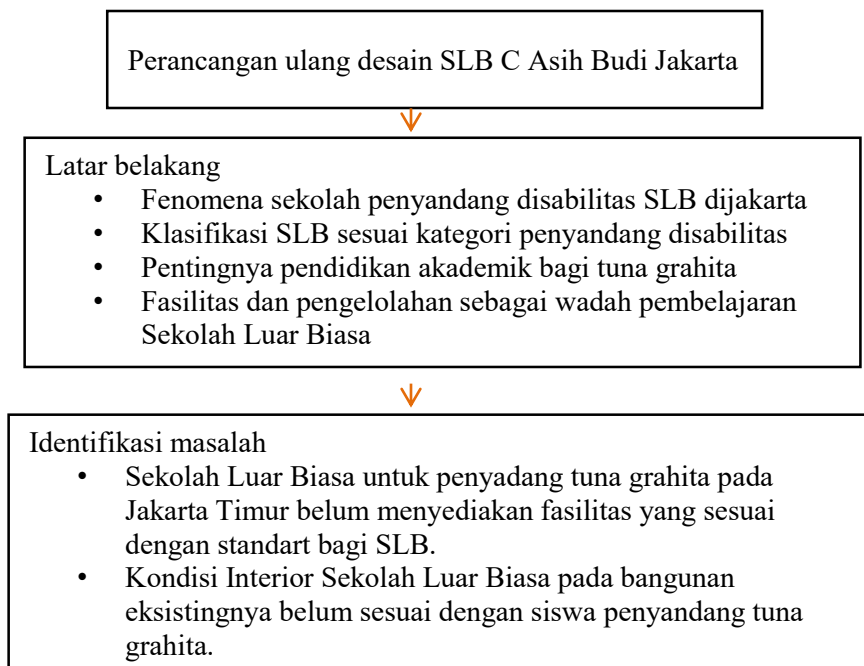 Perancangan ulang desain SLB C Asih Budi Jakarta
Latar belakang
• Fenomena sekolah penyandang disabilitas SLB dijakarta
• Klasifikasi SLB sesuai kategori penyandang disabilitas
• Pentingnya pendidikan akademik bagi tuna grahita
• Fasilitas dan pengelolahan sebagai wadah pembelajaran
Sekolah Luar Biasa
Identifikasi masalah
• Sekolah Luar Biasa untuk penyadang tuna grahita pada
Jakarta Timur belum menyediakan fasilitas yang sesuai
dengan standart bagi SLB.
• Kondisi Interior Sekolah Luar Biasa pada bangunan
eksistingnya belum sesuai dengan siswa penyandang tuna
grahita.